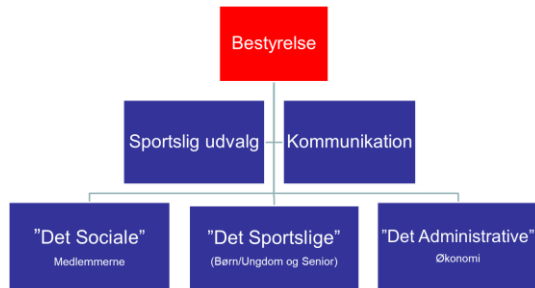 Bestyrelse
Sportslig udvalg
Kommunikation
”Det Sociale”
Medlemmerne
”Det Sportslige”
(Børn/Ungdom og Senior)
”Det Administrative”
Økonomi